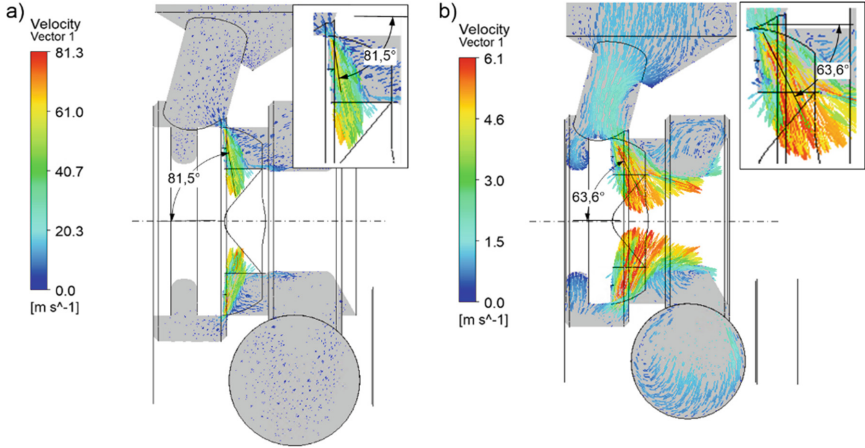 a)
Velocity
Vector 1
81.3
61.0
40.7
20.3
0.0
[m s^-1]
81,5°
81,5°
b)
Velocity
Vector 1
6.1
4.6
3.0
1.5
0.0
[m s^-1]
63,6°
63,6°